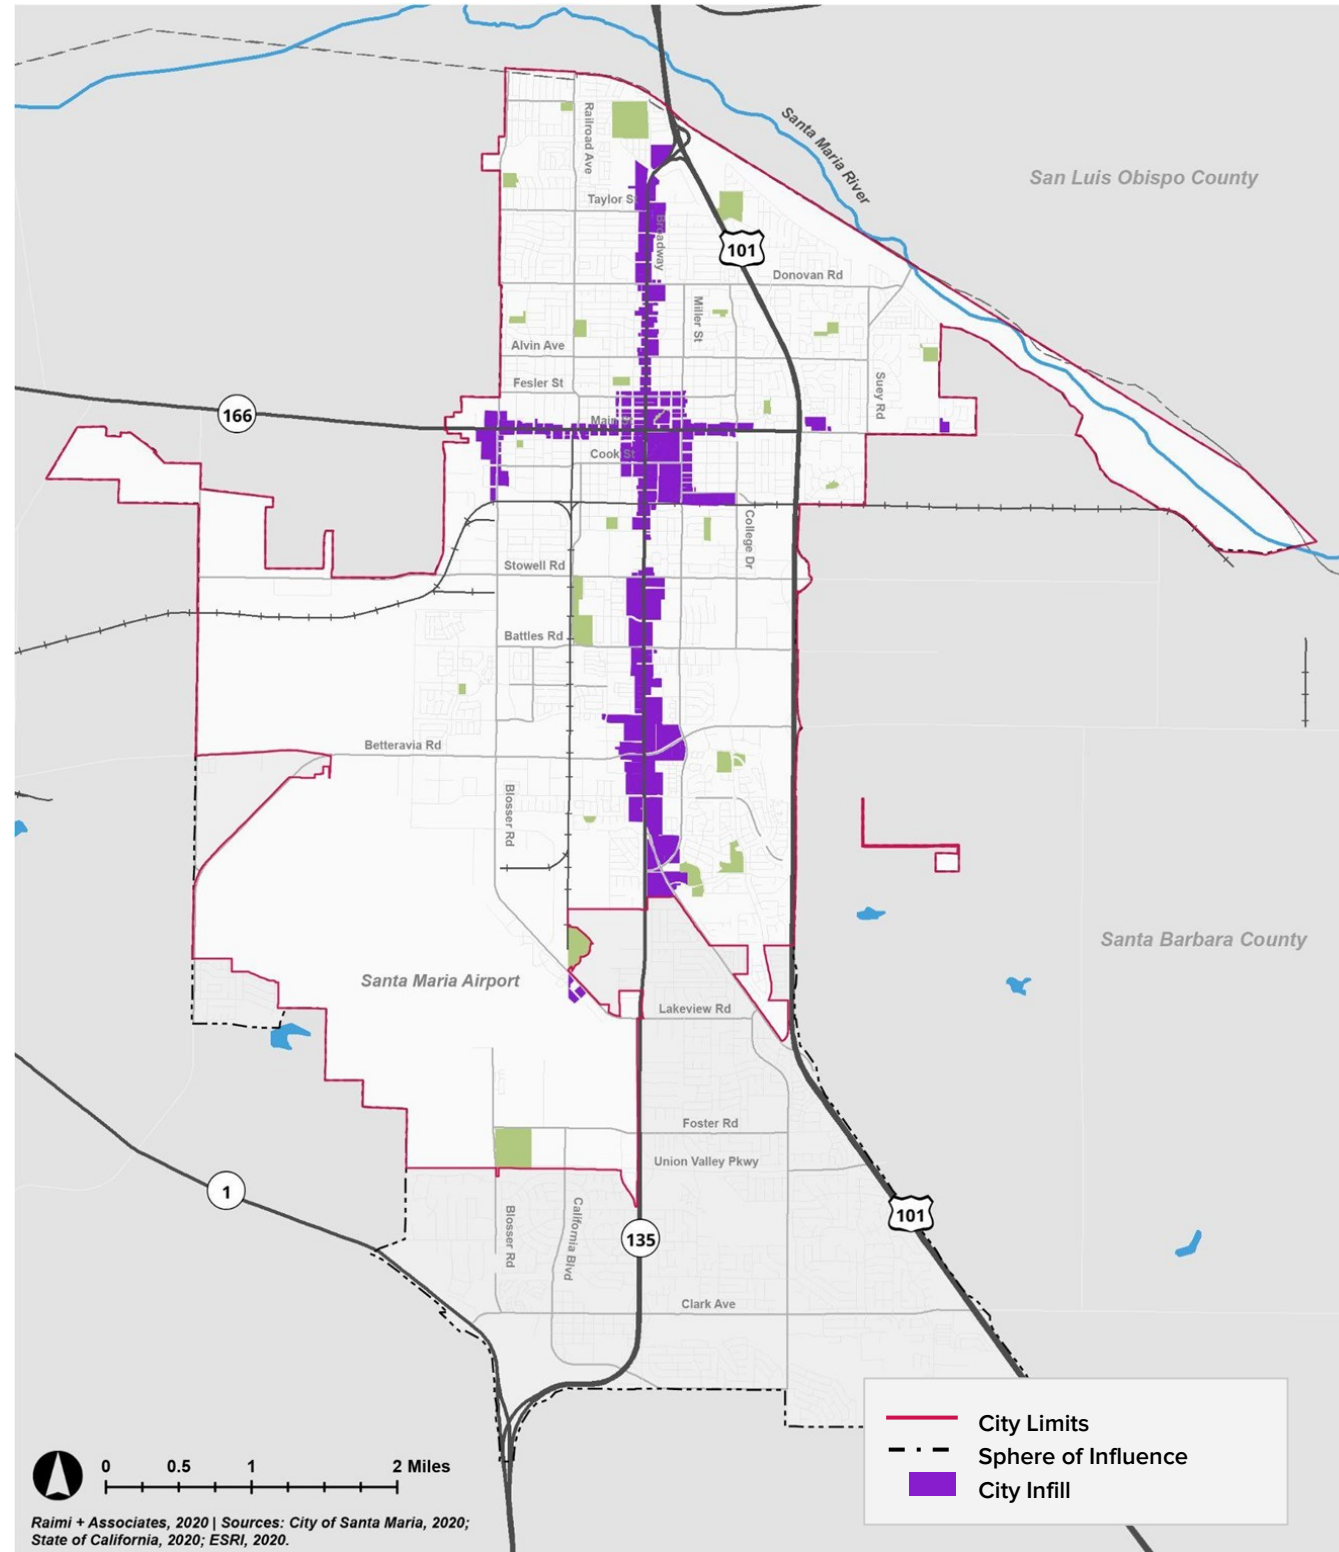 Santa Maria River
San Luis Obispo County
Railroad Ave
Taylor S
Broadway
101
Donovan Rd
Miller St
Alvin Ave
Fesler St
Suey Rd
166
Main
Cook St
College Dr
Stowell Rd
Battles Rd
Betteravia Rd
Blosser Rd
Santa Barbara County
Santa Maria Airport
Lakeview Rd
Foster Rd
Union Valley Pkwy
1
101
Blosser Rd
California Blvd
135
Clark Ave
City Limits
Sphere of Influence
City Infill
0 0.5 1 2 Miles
Raimi + Associates, 2020 | Sources: City of Santa Maria, 2020;
State of California, 2020; ESRI, 2020.